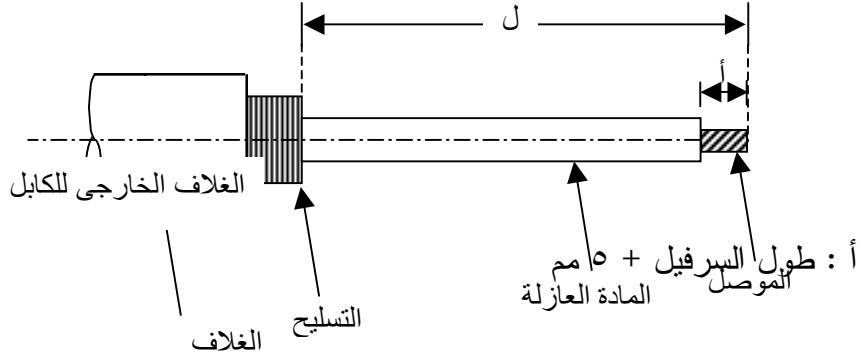 ل
أ
الغلاف الخارجى للكابل
أ : طول السرفيل + ٥ مم
الموصل
المادة العازلة
التسليح
الغلاف